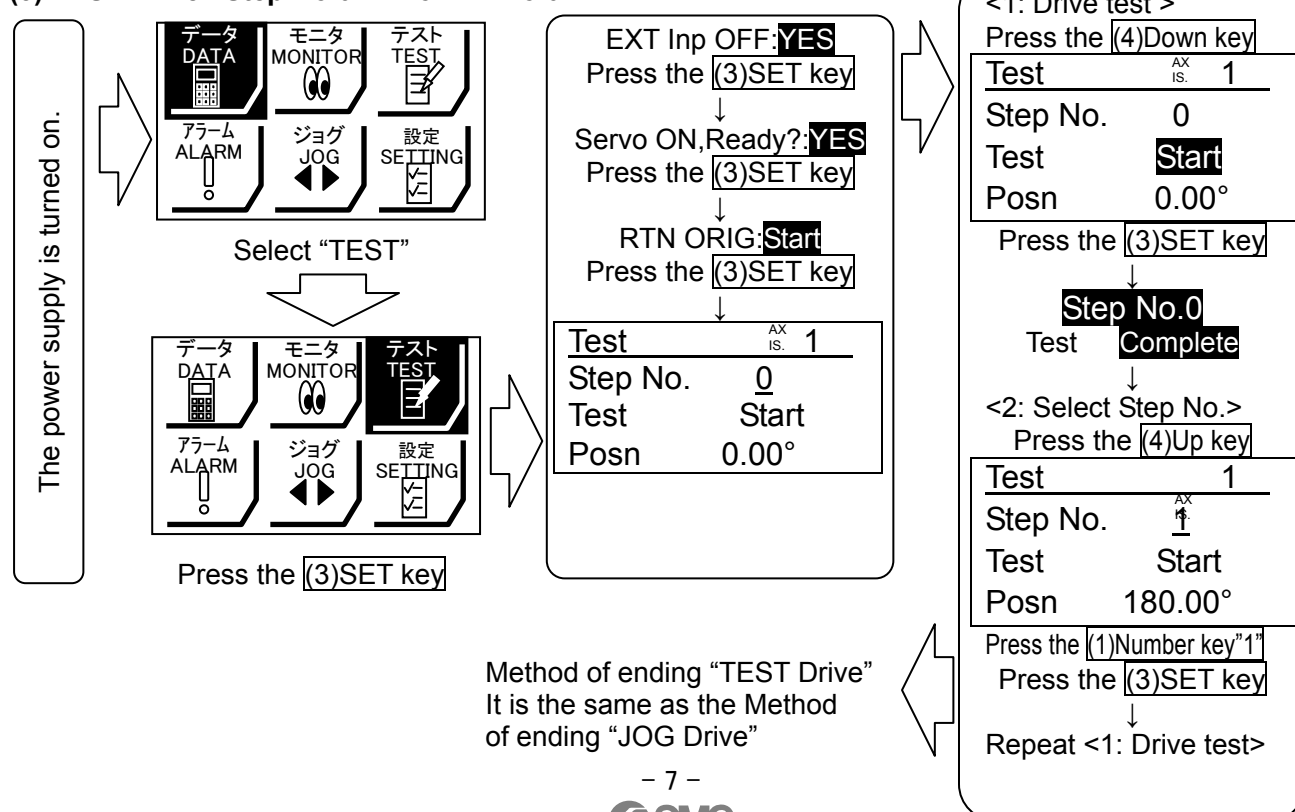 The power supply is turned on.
データ
DATA
モニタ
MONITOR
テスト
TEST
アラーム
ALARM
ジョグ
JOG
設定
SETTING
Select “TEST”
データ
DATA
モニタ
MONITOR
テスト
TEST
アラーム
ALARM
ジョグ
JOG
設定
SETTING
Press the (3)SET key
EXT Inp OFF:YES
Press the (3)SET key
↓
Servo ON,Ready?:YES
Press the (3)SET key
↓
RTN ORIG:Start
Press the (3)SET key
↓
Test AX IS. 1
Step No. 0
Test Start
Posn 0.00°
<1: Drive test >
Press the (4)Down key
Test AX IS. 1
Step No. 0
Test Start
Posn 0.00°
Press the (3)SET key
↓
Step No.0
Test Complete
↓
<2: Select Step No.>
Press the (4)Up key
Test 1
AX IS.
Step No. 1
Test Start
Posn 180.00°
Press the (1)Number key”1”
Press the (3)SET key
↓
Repeat <1: Drive test>
Method of ending “TEST Drive”
It is the same as the Method
of ending “JOG Drive”
– 7 –